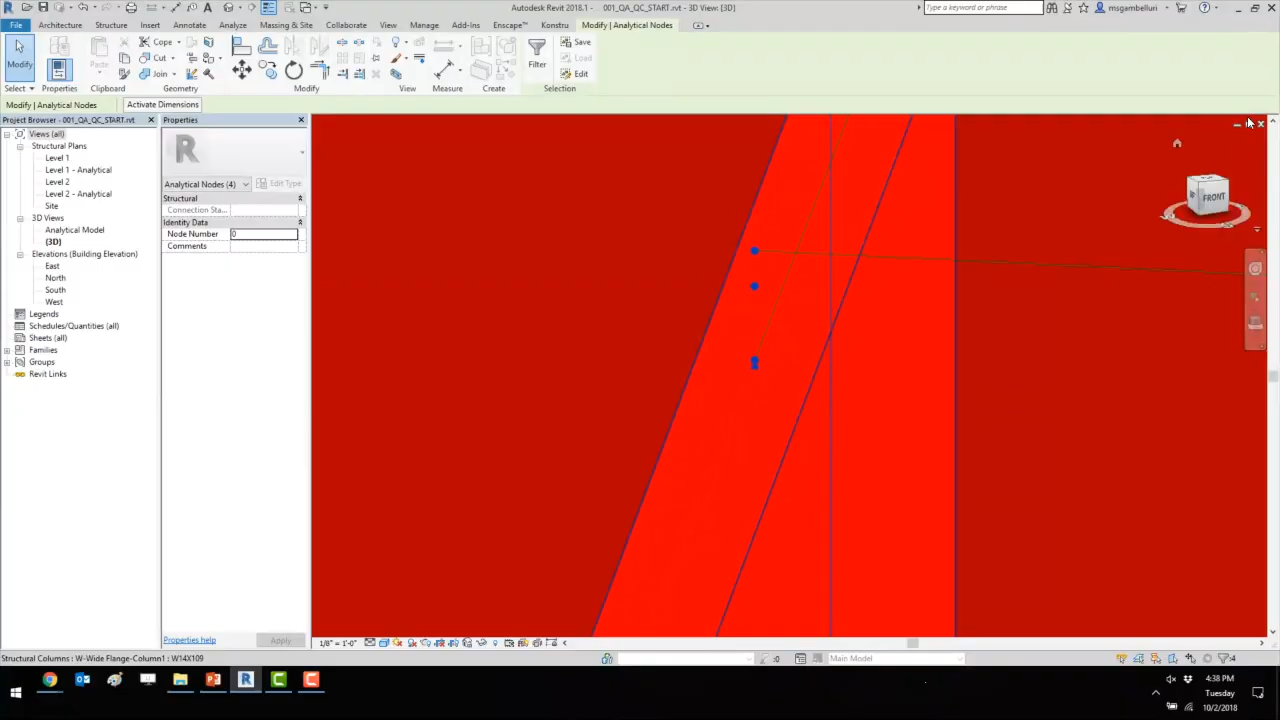 Autodesk Revit 2018.1 - 001_QA_QC_START.rvt - 3D View: {3D}
Type a keyword or phrase
msgambelluri
File Architecture Structure Insert Annotate Analyze Massing & Site Collaborate View Manage Add-Ins Enscape™ Konstru Modify | Analytical Nodes
Modify
Paste
Cope
Cut
Join
Filter
Save
Load
Edit
Select Properties Clipboard Geometry Modify View Measure Create Selection
Modify | Analytical Nodes Activate Dimensions
Project Browser - 001_QA_QC_START.rvt
Views (all)
Structural Plans
Level 1
Level 1 - Analytical
Level 2
Level 2 - Analytical
Site
3D Views
Analytical Model
{3D}
Elevations (Building Elevation)
East
North
South
West
Legends
Schedules/Quantities (all)
Sheets (all)
Families
Groups
Revit Links
Properties
R
Analytical Nodes (4) Edit Type
Structural
Connection Sta...
Identity Data
Node Number 0
Comments
Properties help Apply
FRONT
1/8" = 1'-0"
Structural Columns : W-Wide Flange-Column1 : W14X109
:0
Main Model
:4
4:38 PM
Tuesday
10/2/2018